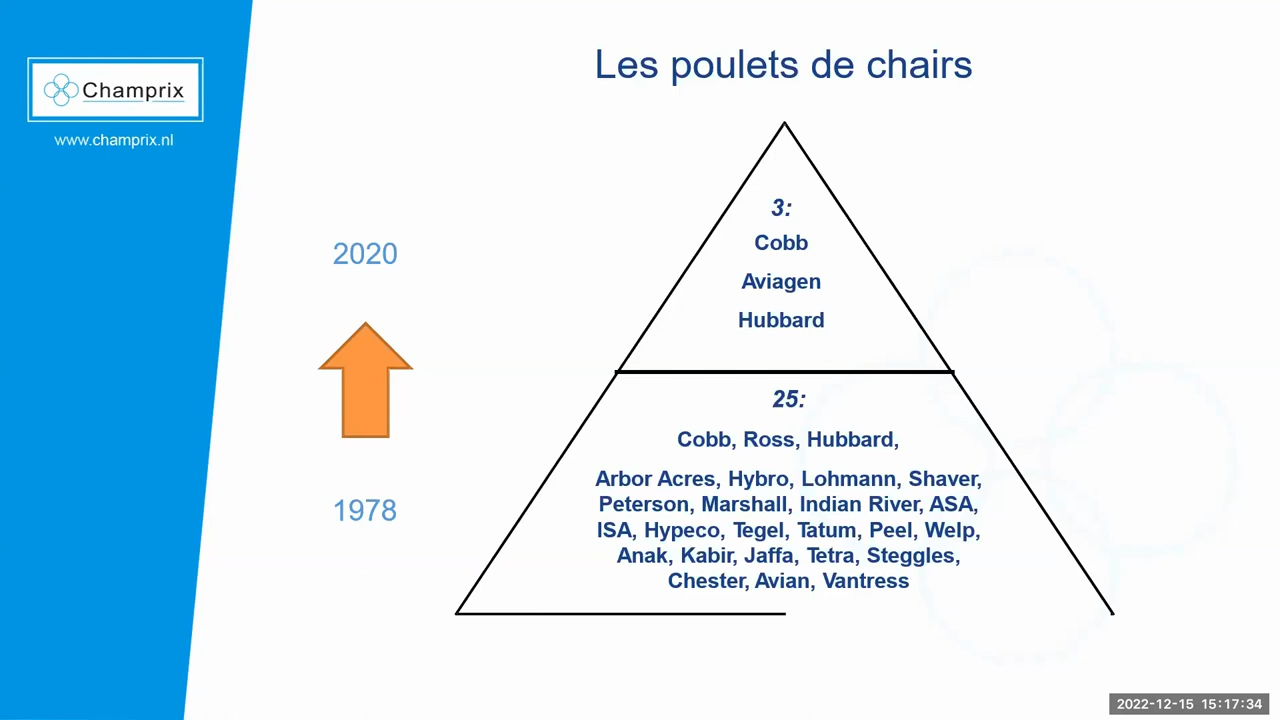 Champrix
www.champrix.nl
Les poulets de chairs
2020
1978
3:
Cobb
Aviagen
Hubbard
25:
Cobb, Ross, Hubbard,
Arbor Acres, Hybro, Lohmann, Shaver,
Peterson, Marshall, Indian River, ASA,
ISA, Hypeco, Tegel, Tatum, Peel, Welp,
Anak, Kabir, Jaffa, Tetra, Steggles,
Chester, Avian, Vantress
2022-12-15 15:17:34